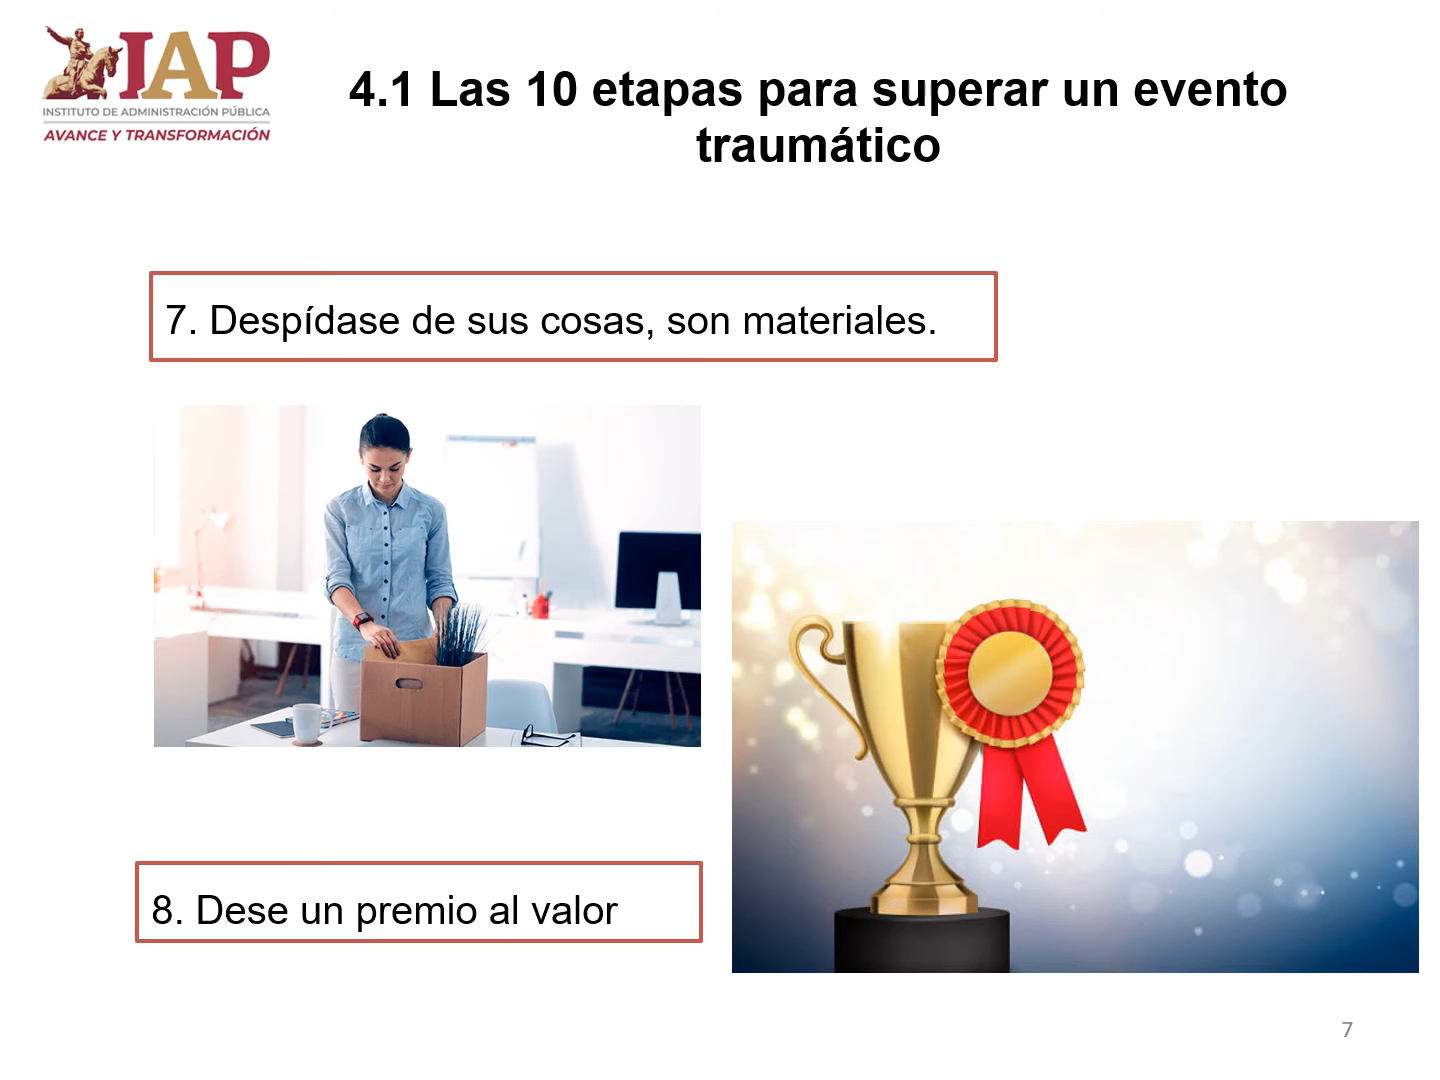 IAP
INSTITUTO DE ADMINISTRACIÓN PÚBLICA
AVANCE Y TRANSFORMACIÓN
4.1 Las 10 etapas para superar un evento
traumático
7. Despídase de sus cosas, son materiales.
8. Dese un premio al valor
7